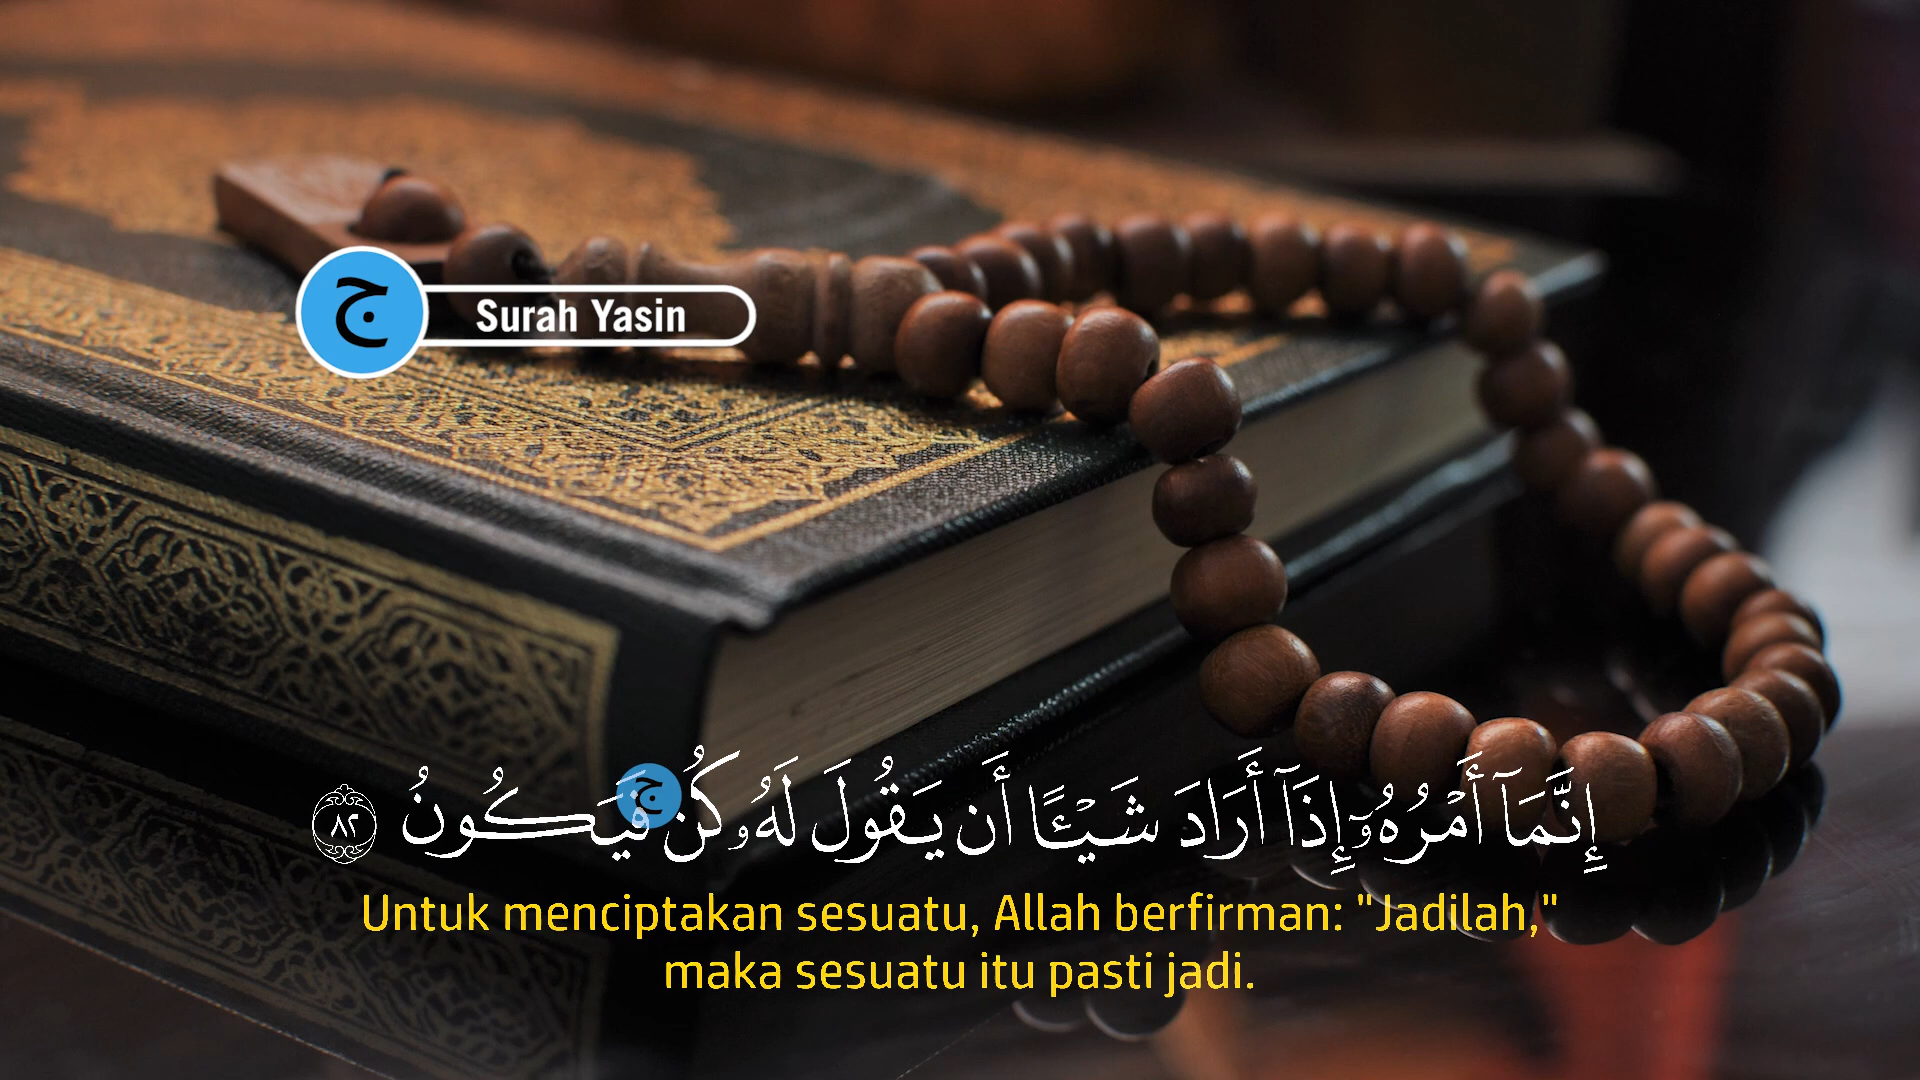 ج
Surah Yasin
إِنَّمَآ أَمْرُهُۥٓ إِذَآ أَرَادَ شَيْـًٔا أَن يَقُولَ لَهُۥ كُن فَيَكُونُ ٨٢
ج
Untuk menciptakan sesuatu, Allah berfirman: "Jadilah,"
maka sesuatu itu pasti jadi.